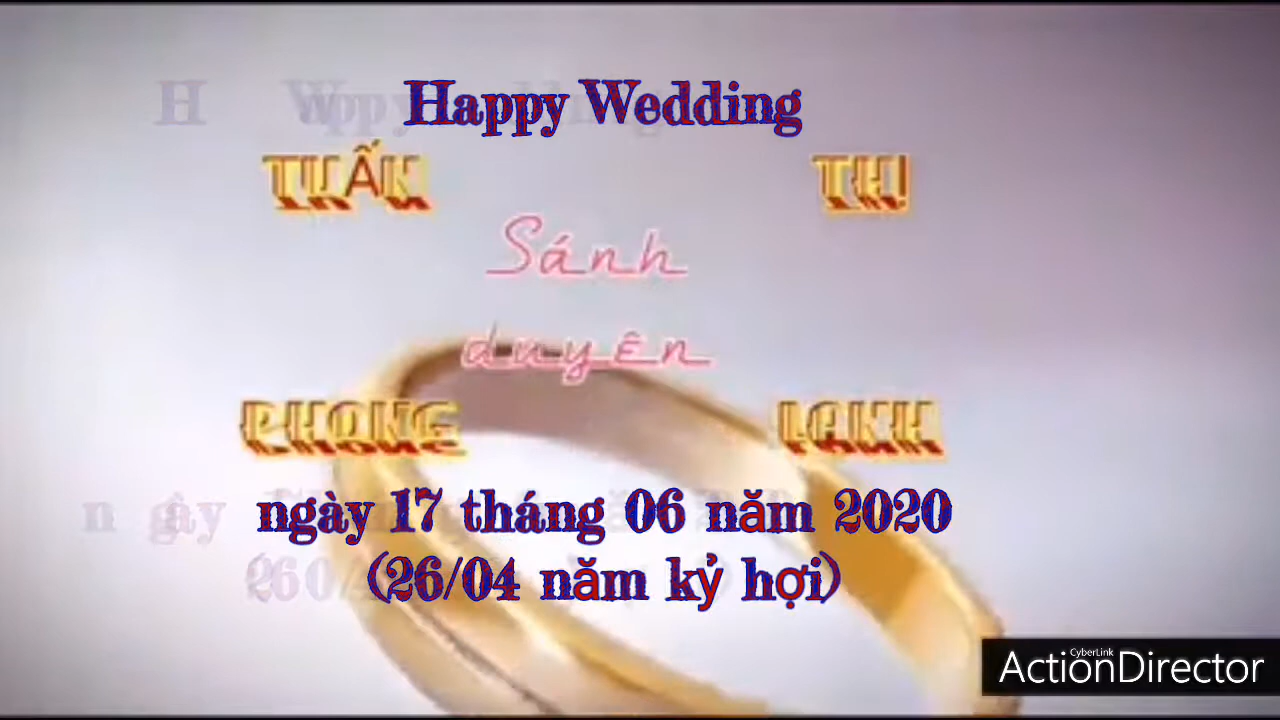 Happy Wedding
THẤN THỊ
Sánh
duyên
PHONG LANH
ngày 17 tháng 06 năm 2020
(26/04 năm kỷ hợi)
CyberLink
ActionDirector